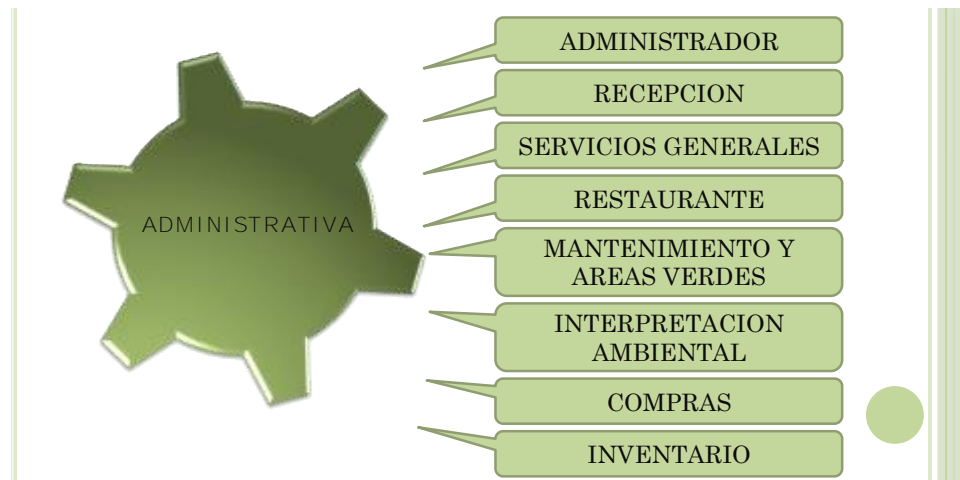 ADMINISTRATIVA
ADMINISTRADOR
RECEPCION
SERVICIOS GENERALES
RESTAURANTE
MANTENIMIENTO Y
AREAS VERDES
INTERPRETACION
AMBIENTAL
COMPRAS
INVENTARIO